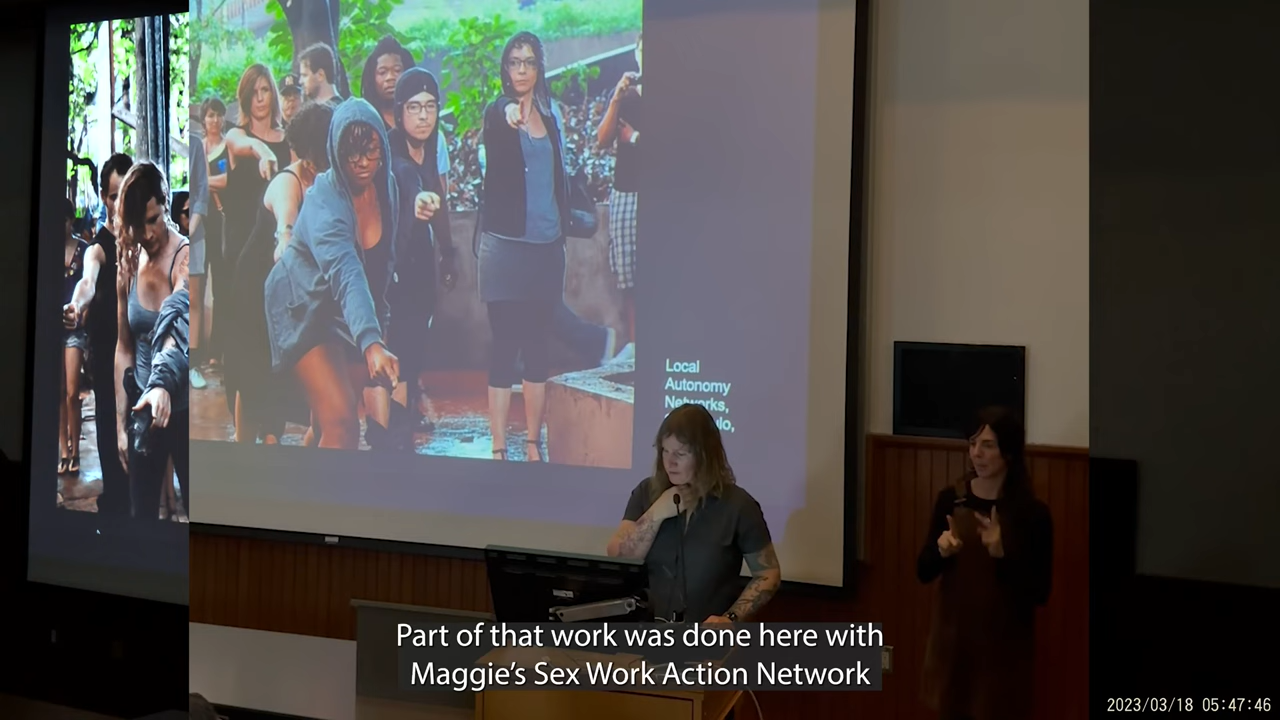 Local
Autonomy
Networks,
Part of that work was done here with
Maggie's Sex Work Action Network
2023/03/18 05:47:46